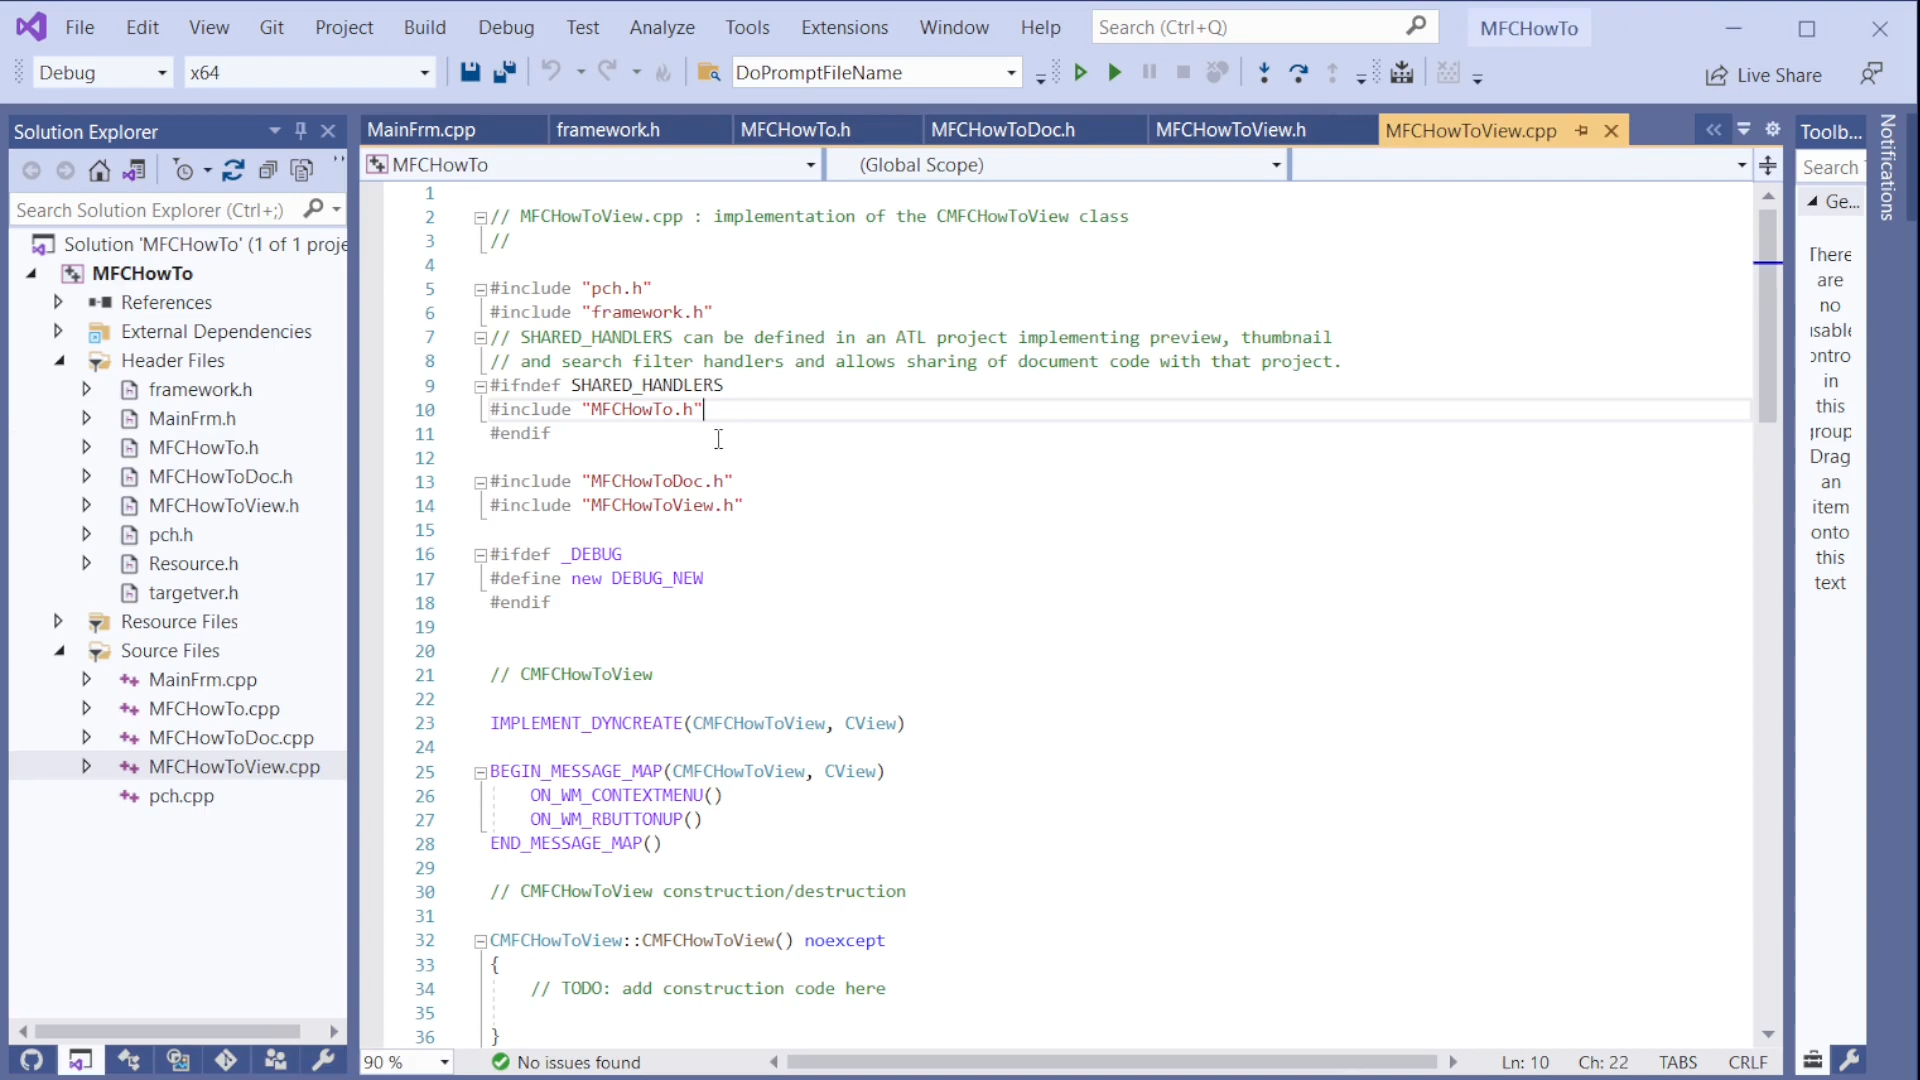 File Edit View Git Project Build Debug Test Analyze Tools Extensions Window Help Search (Ctrl+Q) MFCHowTo
Debug x64 DoPromptFileName Live Share
Solution Explorer
Search Solution Explorer (Ctrl+;)
Solution 'MFCHowTo' (1 of 1 proje
MFCHowTo
References
External Dependencies
Header Files
framework.h
MainFrm.h
MFCHowTo.h
MFCHowToDoc.h
MFCHowToView.h
pch.h
Resource.h
targetver.h
Resource Files
Source Files
MainFrm.cpp
MFCHowTo.cpp
MFCHowToDoc.cpp
MFCHowToView.cpp
pch.cpp
MainFrm.cpp framework.h MFCHowTo.h MFCHowToDoc.h MFCHowToView.h MFCHowToView.cpp
MFCHowTo (Global Scope)
1
2 // MFCHowToView.cpp : implementation of the CMFCHowToView class
3 //
4
5 #include "pch.h"
6 #include "framework.h"
7 // SHARED_HANDLERS can be defined in an ATL project implementing preview, thumbnail
8 // and search filter handlers and allows sharing of document code with that project.
9 #ifndef SHARED_HANDLERS
10 #include "MFCHowTo.h"
11 #endif
12
13 #include "MFCHowToDoc.h"
14 #include "MFCHowToView.h"
15
16 #ifdef _DEBUG
17 #define new DEBUG_NEW
18 #endif
19
20
21 // CMFCHowToView
22
23 IMPLEMENT_DYNCREATE(CMFCHowToView, CView)
24
25 BEGIN_MESSAGE_MAP(CMFCHowToView, CView)
26 ON_WM_CONTEXTMENU()
27 ON_WM_RBUTTONUP()
28 END_MESSAGE_MAP()
29
30 // CMFCHowToView construction/destruction
31
32 CMFCHowToView::CMFCHowToView() noexcept
33 {
34 // TODO: add construction code here
35
36 }
90 % No issues found Ln: 10 Ch: 22 TABS CRLF
Toolb...
Search
Ge...
There
are
no
usable
ontro
in
this
group
Drag
an
item
onto
this
text
Notifications